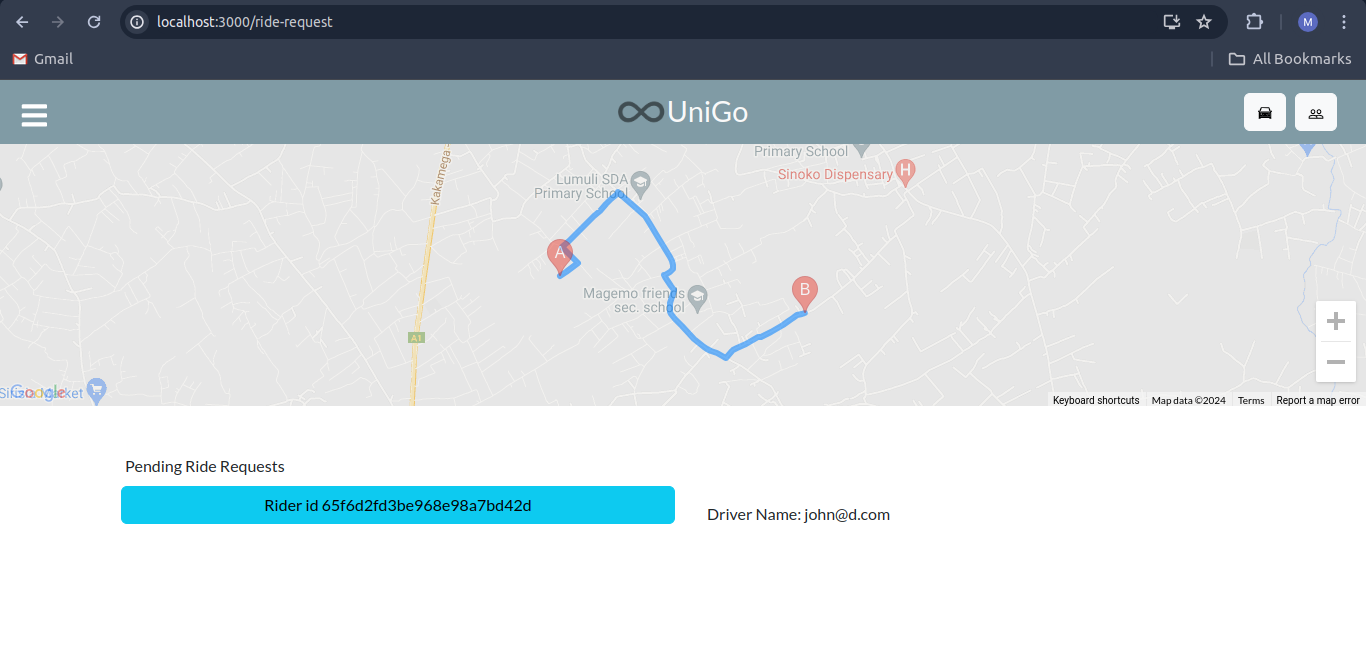 localhost:3000/ride-request
M
Gmail
All Bookmarks
UniGo
Primary School
Sinoko Dispensary
H
Lumuli SDA
Primary School
Kakamega-
A
B
Magemo friends
sec. school
A1
Google
Market
+
−
Keyboard shortcuts
Map data ©2024
Terms
Report a map error
Pending Ride Requests
Rider id 65f6d2fd3be968e98a7bd42d
Driver Name: john@d.com